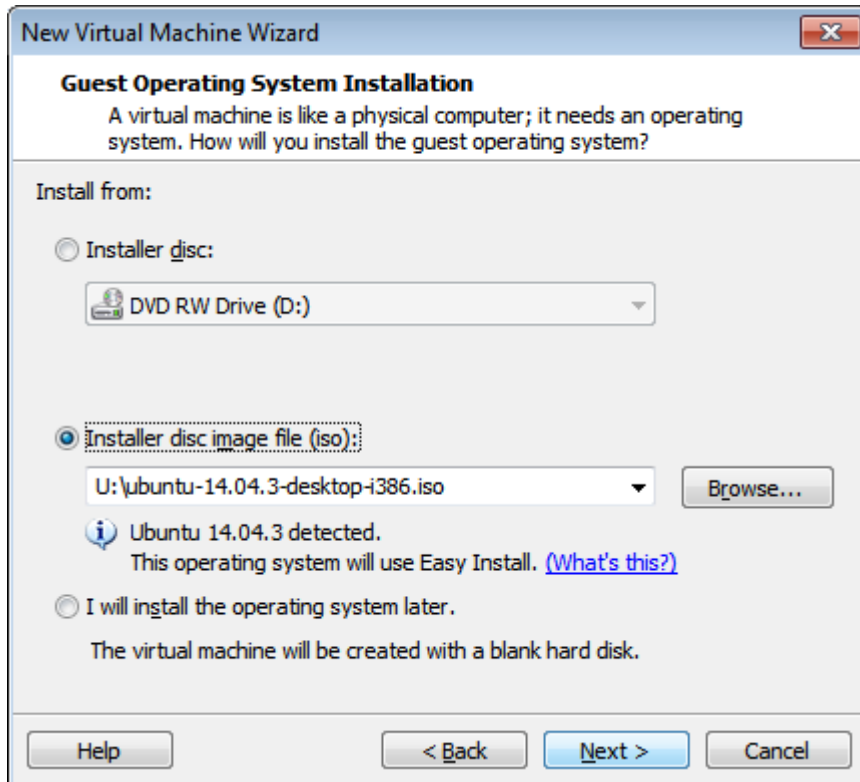 New Virtual Machine Wizard
Guest Operating System Installation
A virtual machine is like a physical computer; it needs an operating
system. How will you install the guest operating system?
Install from:
Installer disc:
DVD RW Drive (D:)
Installer disc image file (iso):
U:\ubuntu-14.04.3-desktop-i386.iso
Browse...
Ubuntu 14.04.3 detected.
This operating system will use Easy Install. (What's this?)
I will install the operating system later.
The virtual machine will be created with a blank hard disk.
Help
< Back
Next >
Cancel